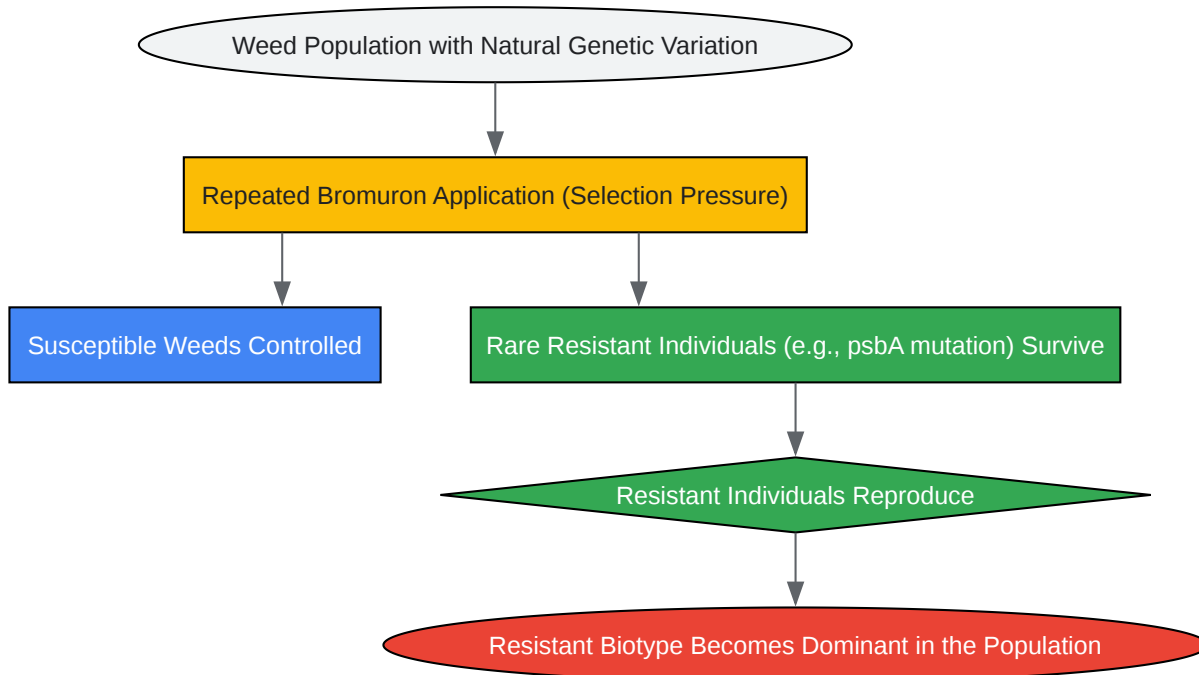 Weed Population with Natural Genetic Variation
Repeated Bromuron Application (Selection Pressure)
Susceptible Weeds Controlled
Rare Resistant Individuals (e.g., psbA mutation) Survive
Resistant Individuals Reproduce
Resistant Biotype Becomes Dominant in the Population